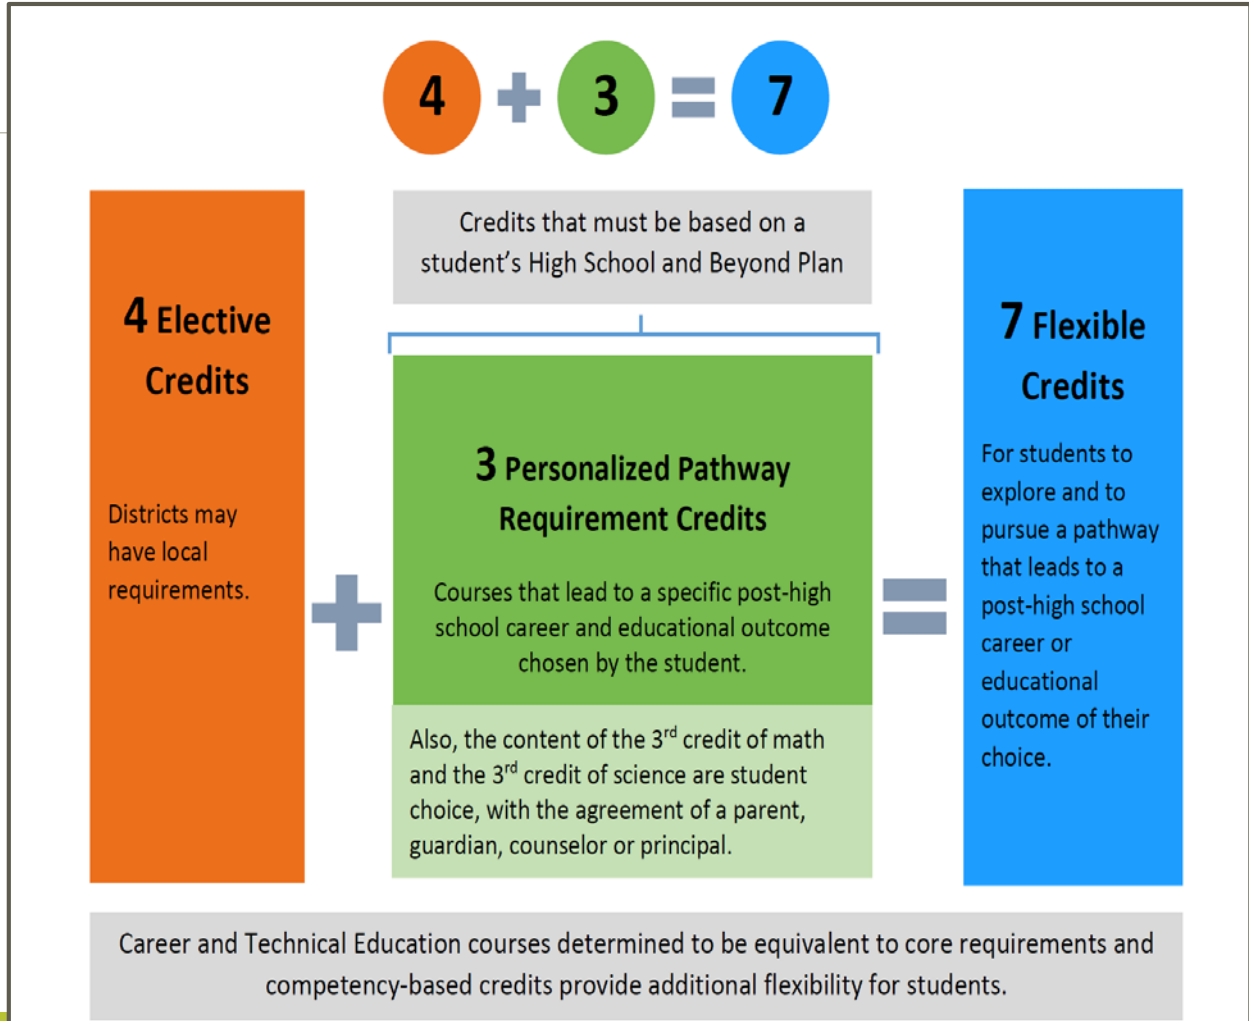 4 + 3 = 7
Credits that must be based on a
student's High School and Beyond Plan
4 Elective
Credits
Districts may
have local
requirements.
+
3 Personalized Pathway
Requirement Credits
Courses that lead to a specific post-high
school career and educational outcome
chosen by the student.
Also, the content of the 3rd credit of math
and the 3rd credit of science are student
choice, with the agreement of a parent,
guardian, counselor or principal.
=
7 Flexible
Credits
For students to
explore and to
pursue a pathway
that leads to a
post-high school
career or
educational
outcome of their
choice.
Career and Technical Education courses determined to be equivalent to core requirements and
competency-based credits provide additional flexibility for students.